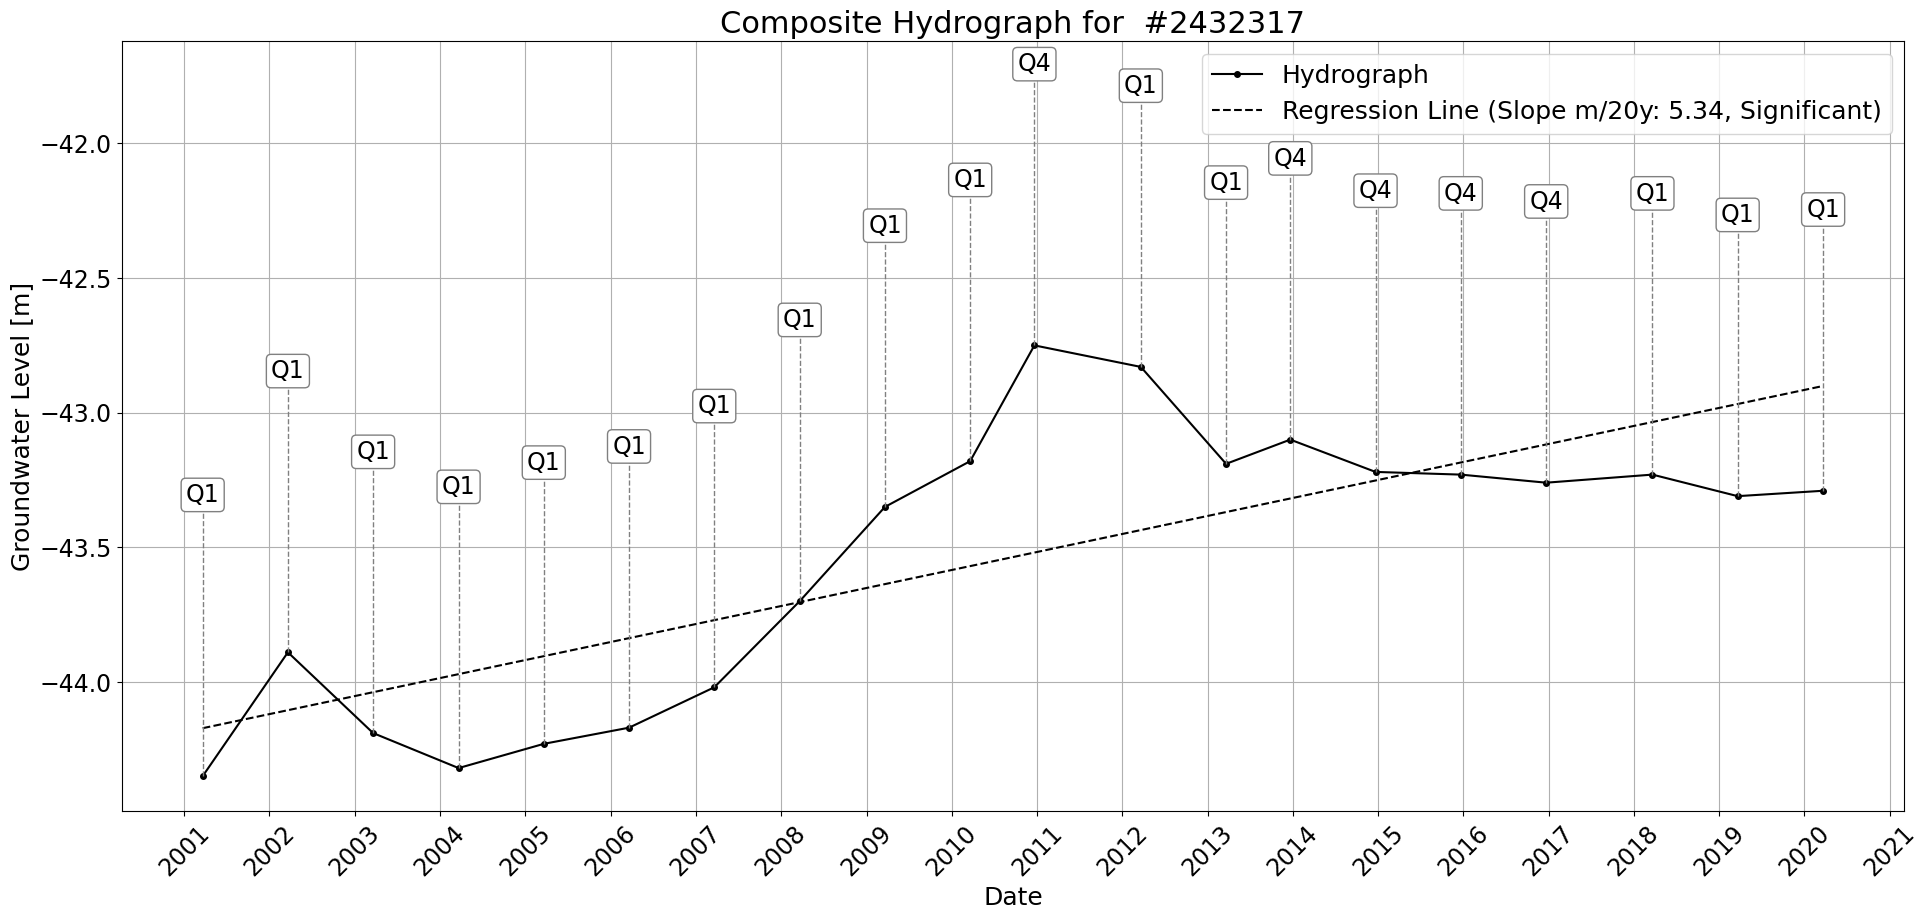 Composite Hydrograph for  #2432317
Hydrograph
Regression Line (Slope m/20y: 5.34, Significant)
Groundwater Level [m]
−42.0
−42.5
−43.0
−43.5
−44.0
Q1
Q1
Q1
Q1
Q1
Q1
Q1
Q1
Q1
Q1
Q4
Q1
Q1
Q4
Q4
Q4
Q4
Q1
Q1
Q1
2001
2002
2003
2004
2005
2006
2007
2008
2009
2010
2011
2012
2013
2014
2015
2016
2017
2018
2019
2020
2021
Date